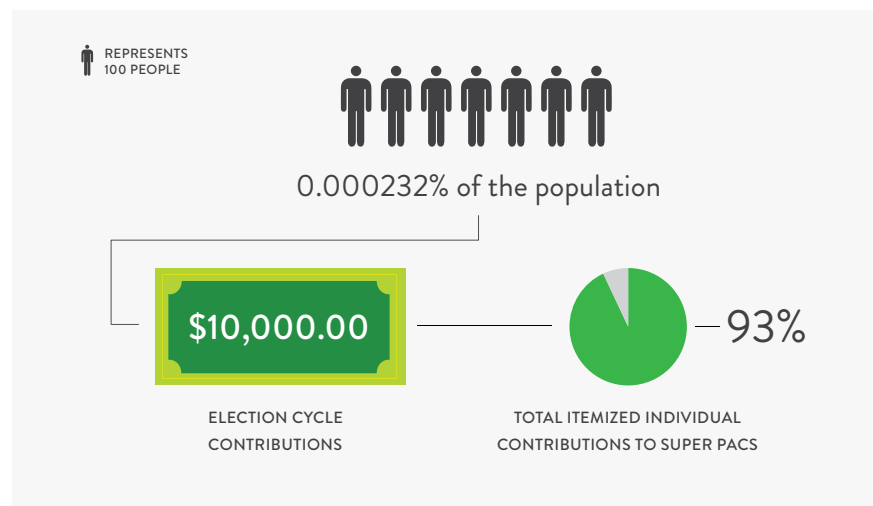 REPRESENTS
100 PEOPLE
0.000232% of the population
$10,000.00
93%
ELECTION CYCLE
CONTRIBUTIONS
TOTAL ITEMIZED INDIVIDUAL
CONTRIBUTIONS TO SUPER PACS